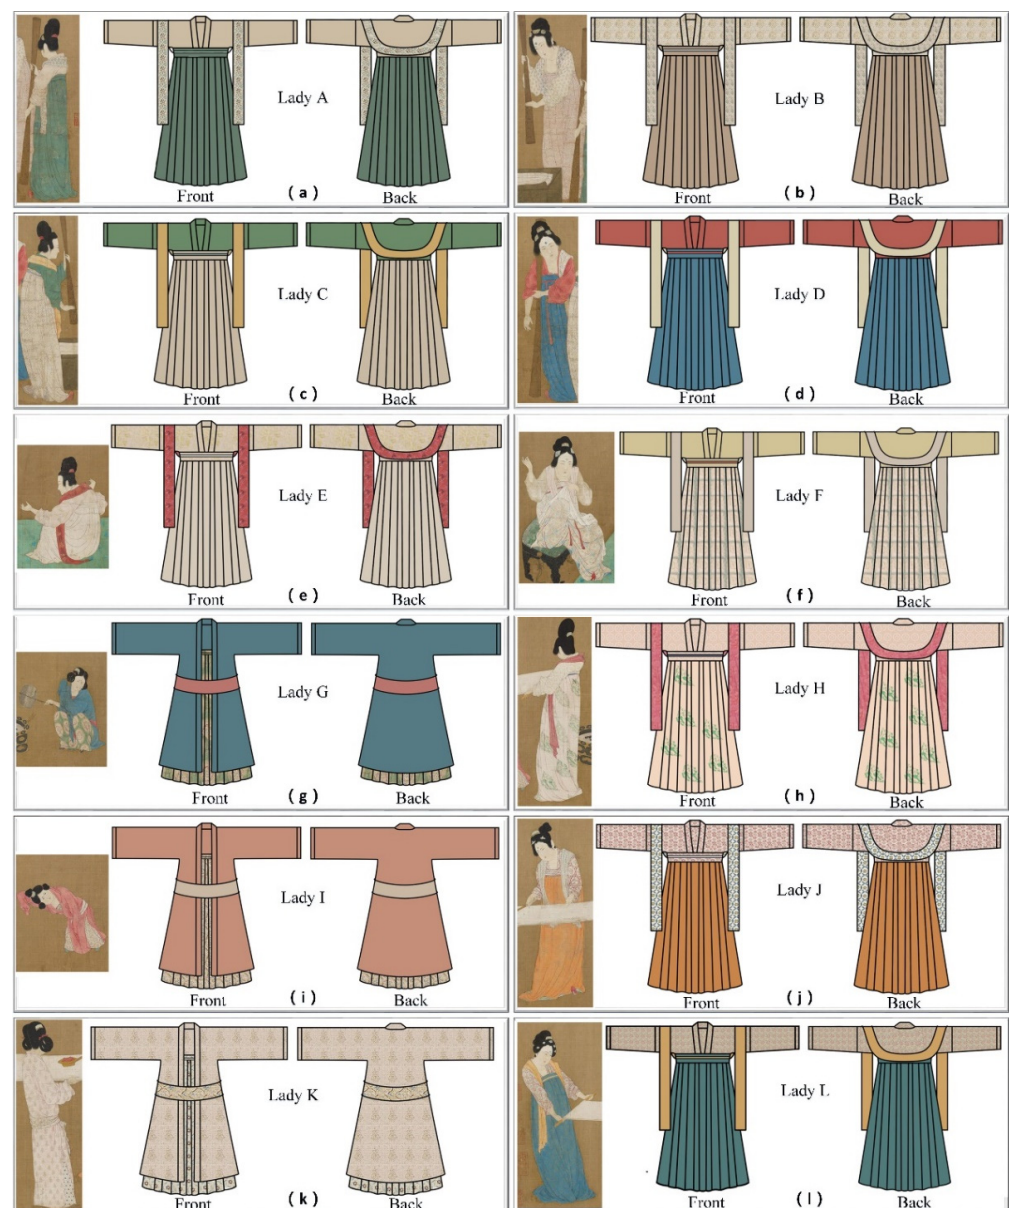 Lady A
Front
(a)
Back
Lady B
Front
(b)
Back
Lady C
Front
(c)
Back
Lady D
Front
(d)
Back
Lady E
Front
(e)
Back
Lady F
Front
(f)
Back
Lady G
Front
(g)
Back
Lady H
Front
(h)
Back
Lady I
Front
(i)
Back
Lady J
Front
(j)
Back
Lady K
Front
(k)
Back
Lady L
Front
(l)
Back